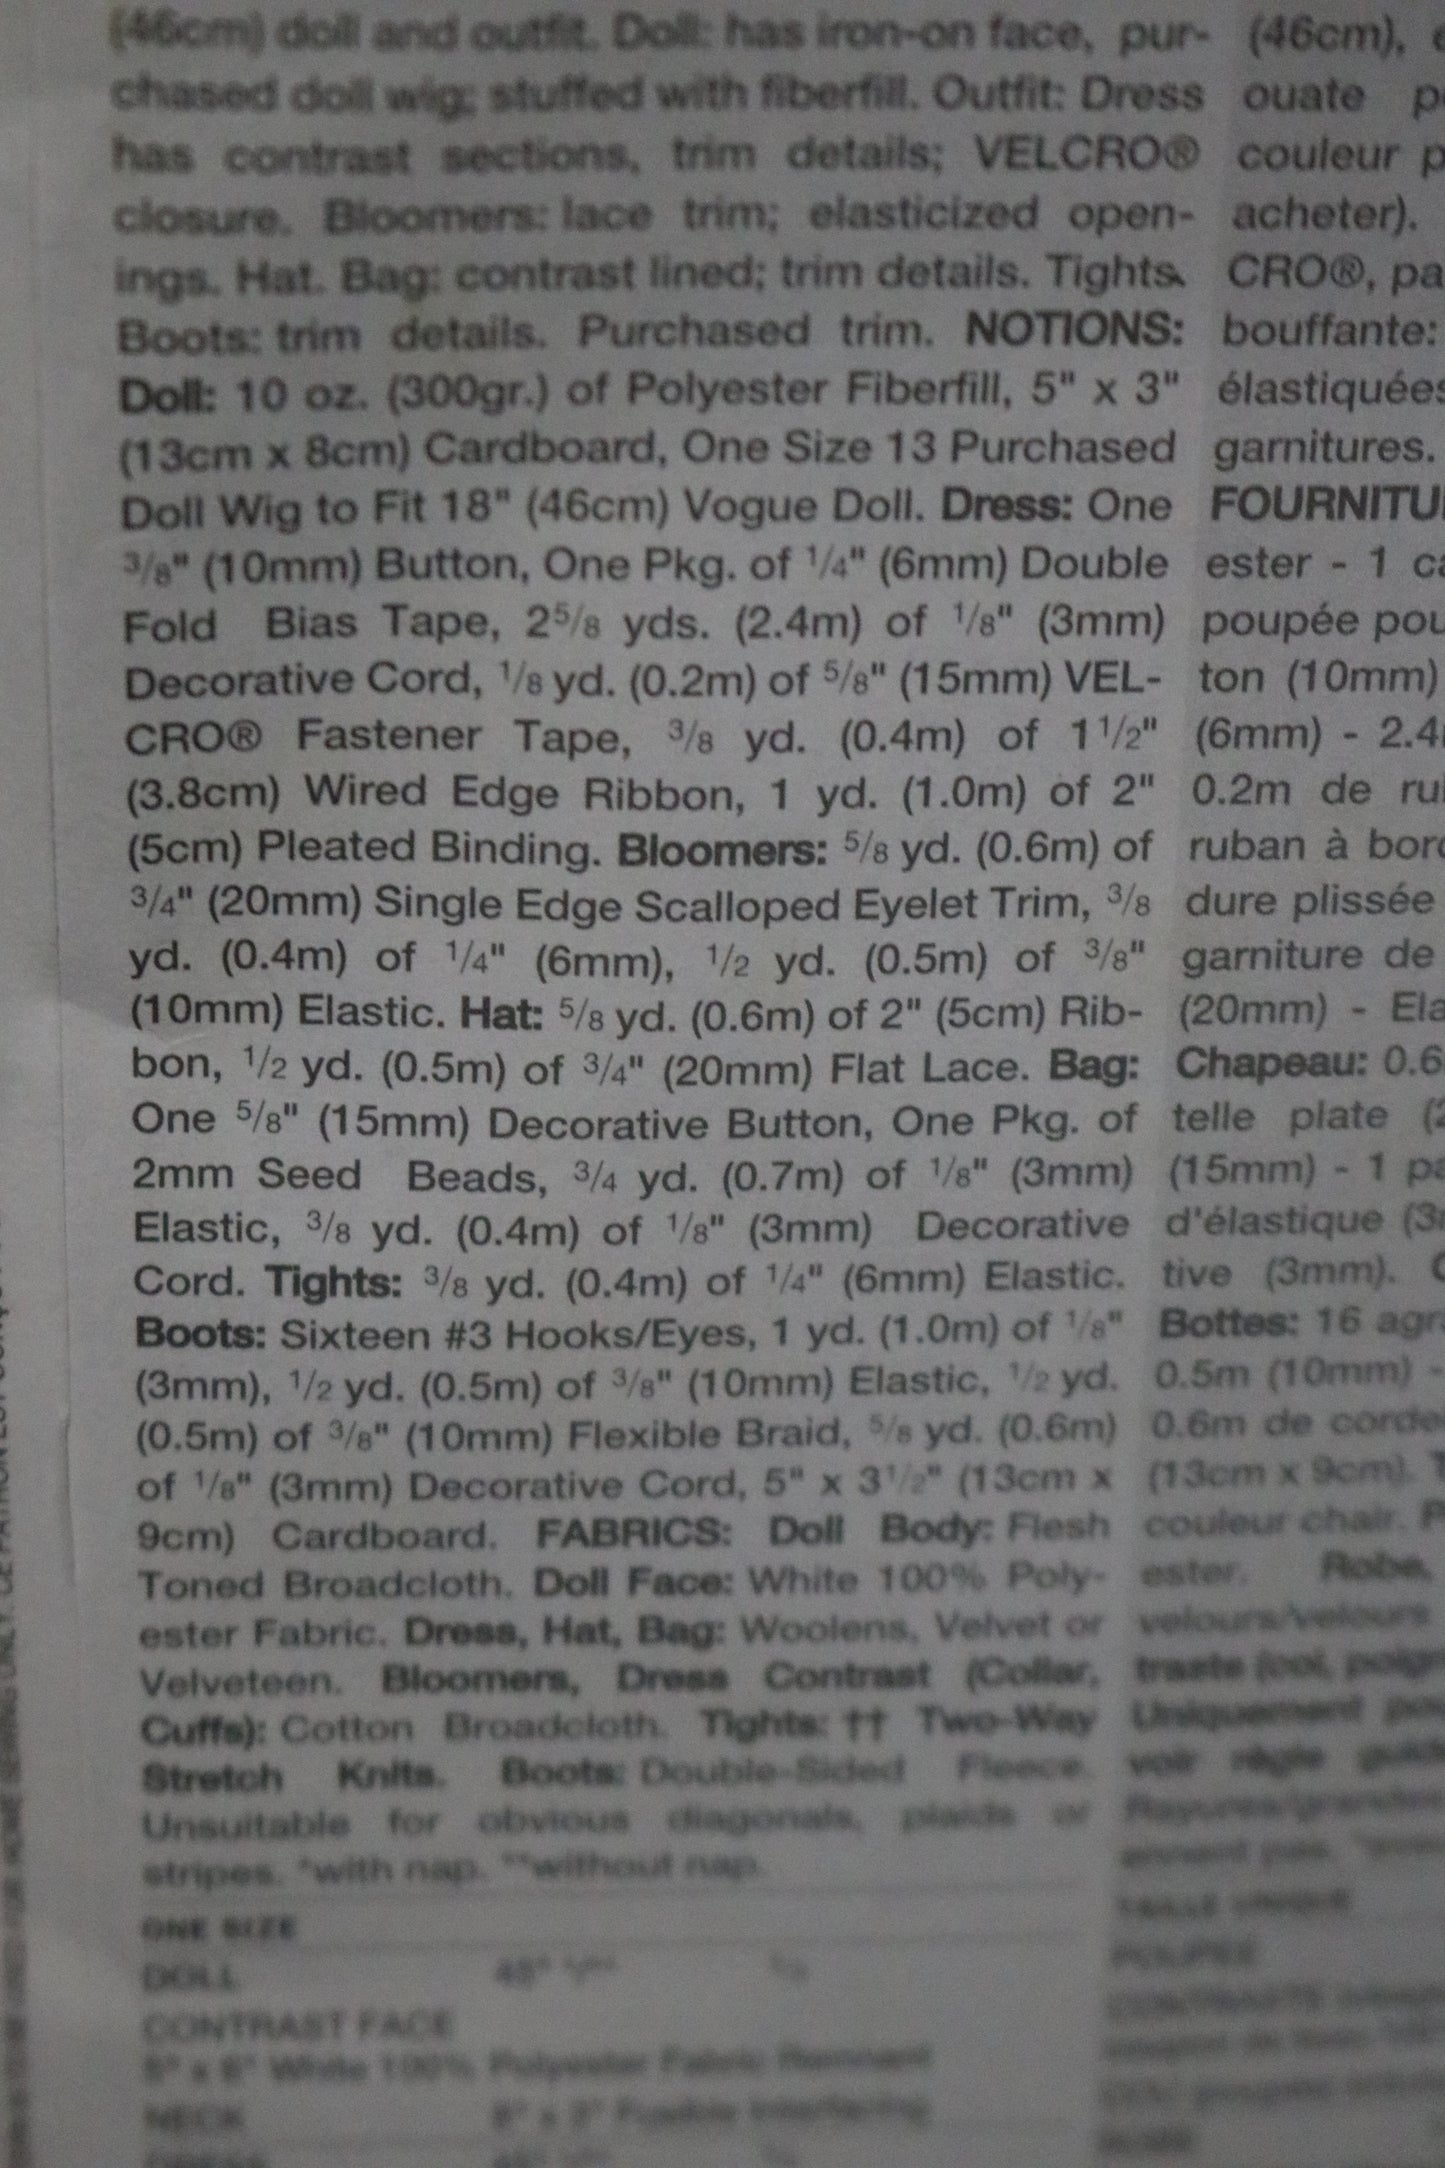 (46cm) doll and outfit. Doll: has iron-on face, pur-
chased doll wig; stuffed with fiberfill. Outfit: Dress
has contrast sections, trim details; VELCRO®
closure. Bloomers: lace trim; elasticized open-
ings. Hat. Bag: contrast lined; trim details. Tights.
Boots: trim details. Purchased trim. NOTIONS:
Doll: 10 oz. (300gr.) of Polyester Fiberfill, 5" x 3"
(13cm x 8cm) Cardboard, One Size 13 Purchased
Doll Wig to Fit 18" (46cm) Vogue Doll. Dress: One
3/8" (10mm) Button, One Pkg. of 1/4" (6mm) Double
Fold Bias Tape, 2 5/8 yds. (2.4m) of 1/8" (3mm)
Decorative Cord, 1/8 yd. (0.2m) of 5/8" (15mm) VEL-
CRO® Fastener Tape, 3/8 yd. (0.4m) of 1 1/2"
(3.8cm) Wired Edge Ribbon, 1 yd. (1.0m) of 2"
(5cm) Pleated Binding. Bloomers: 5/8 yd. (0.6m) of
3/4" (20mm) Single Edge Scalloped Eyelet Trim, 3/8
yd. (0.4m) of 1/4" (6mm), 1/2 yd. (0.5m) of 3/8"
(10mm) Elastic. Hat: 5/8 yd. (0.6m) of 2" (5cm) Rib-
bon, 1/2 yd. (0.5m) of 3/4" (20mm) Flat Lace. Bag:
One 5/8" (15mm) Decorative Button, One Pkg. of
2mm Seed Beads, 3/4 yd. (0.7m) of 1/8" (3mm)
Elastic, 3/8 yd. (0.4m) of 1/8" (3mm) Decorative
Cord. Tights: 3/8 yd. (0.4m) of 1/4" (6mm) Elastic.
Boots: Sixteen #3 Hooks/Eyes, 1 yd. (1.0m) of 1/8"
(3mm), 1/2 yd. (0.5m) of 3/8" (10mm) Elastic, 1/2 yd.
(0.5m) of 3/8" (10mm) Flexible Braid, 5/8 yd. (0.6m)
of 1/8" (3mm) Decorative Cord, 5" x 3 1/2" (13cm x
9cm) Cardboard. FABRICS: Doll Body: Flesh
Toned Broadcloth. Doll Face: White 100% Poly-
ester Fabric. Dress, Hat, Bag: Woolens, Velvet or
Velveteen. Bloomers, Dress Contrast (Collar,
Cuffs): Cotton Broadcloth. Tights: †† Two-Way
Stretch Knits. Boots: Double-Sided Fleece.
Unsuitable for obvious diagonals, plaids or
stripes. *with nap. **without nap.
ONE SIZE
DOLL
CONTRAST FACE
5" x 6" White 100% Polyester Fabric Remnant
NECK
(46cm),
ouate
couleur
acheter).
CRO®,
bouffante:
élastiquées
garnitures.
ester - 1
poupée
ton (10mm)
(6mm) -
0.2m de
ruban à
dure plissée
garniture de
(20mm) -
Chapeau:
telle plate
(15mm) - 1
d'élastique
tive (3mm).
Bottes: 16
0.5m (10mm) -
0.6m de
(13cm x 9cm).
couleur chair.
ester. Robe,
velours/velours
TAILLE UNIQUE
POUPEE